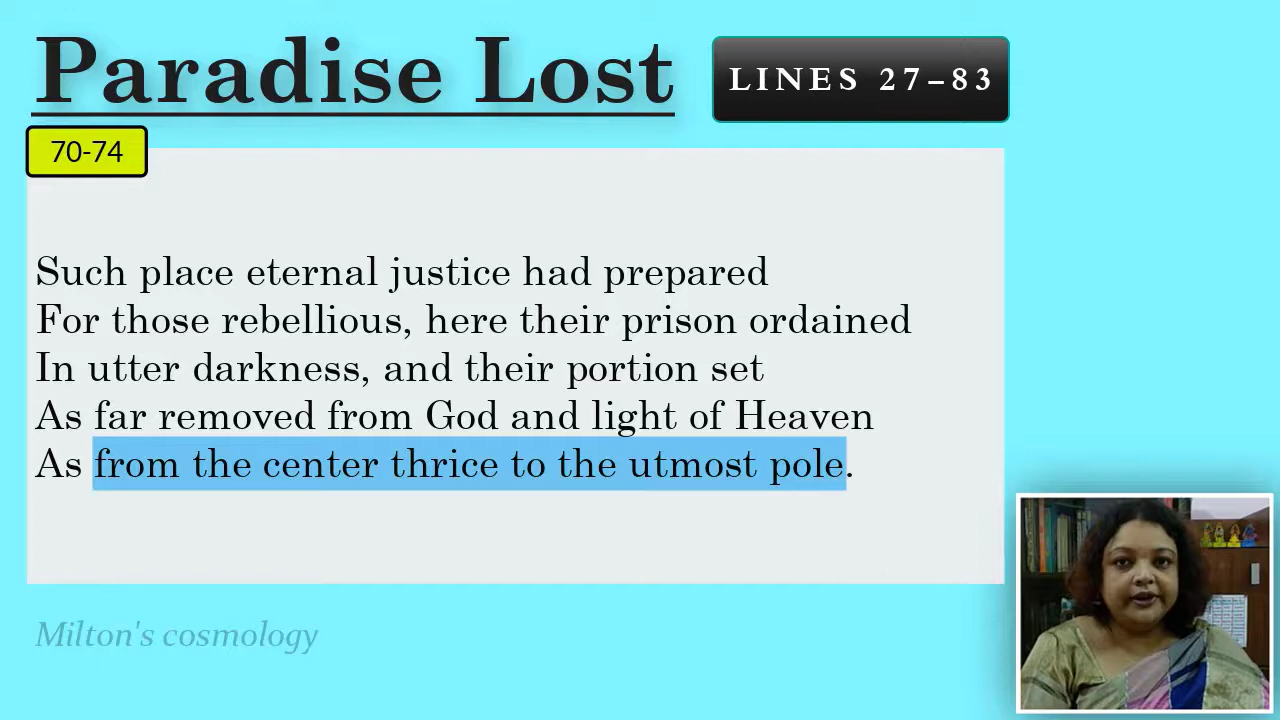 Paradise Lost
LINES 27–83
70-74
Such place eternal justice had prepared
For those rebellious, here their prison ordained
In utter darkness, and their portion set
As far removed from God and light of Heaven
As from the center thrice to the utmost pole.
Milton's cosmology